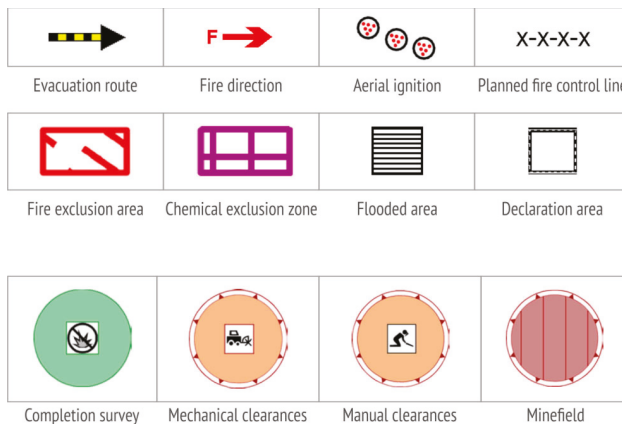 F
X-X-X-X
Evacuation route
Fire direction
Aerial ignition
Planned fire control line
Fire exclusion area
Chemical exclusion zone
Flooded area
Declaration area
Completion survey
Mechanical clearances
Manual clearances
Minefield